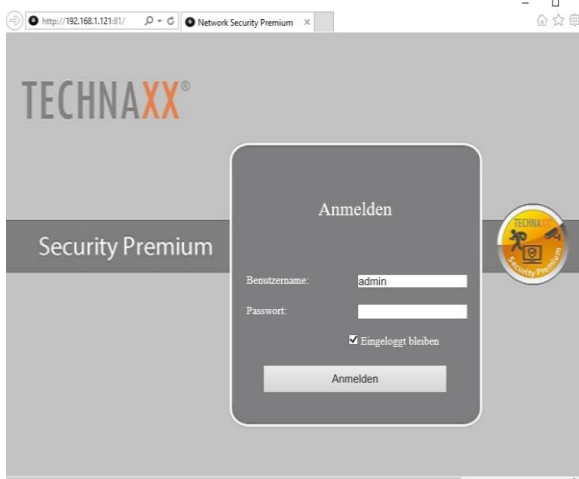 http://192.168.1.121:81/
Network Security Premium
TECHNAXX®
Anmelden
Security Premium
TECHNAXX
Security Premium
Benutzername:
admin
Passwort:
Eingeloggt bleiben
Anmelden